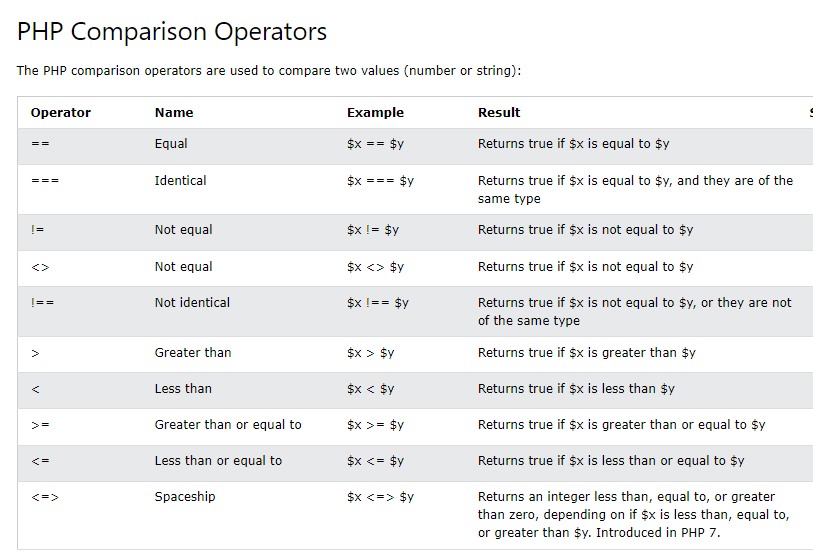 PHP Comparison Operators
The PHP comparison operators are used to compare two values (number or string):
Operator Name Example Result
== Equal $x == $y Returns true if $x is equal to $y
=== Identical $x === $y Returns true if $x is equal to $y, and they are of the
same type
!= Not equal $x != $y Returns true if $x is not equal to $y
<> Not equal $x <> $y Returns true if $x is not equal to $y
!== Not identical $x !== $y Returns true if $x is not equal to $y, or they are not
of the same type
> Greater than $x > $y Returns true if $x is greater than $y
< Less than $x < $y Returns true if $x is less than $y
>= Greater than or equal to $x >= $y Returns true if $x is greater than or equal to $y
<= Less than or equal to $x <= $y Returns true if $x is less than or equal to $y
<=> Spaceship $x <=> $y Returns an integer less than, equal to, or greater
than zero, depending on if $x is less than, equal to,
or greater than $y. Introduced in PHP 7.